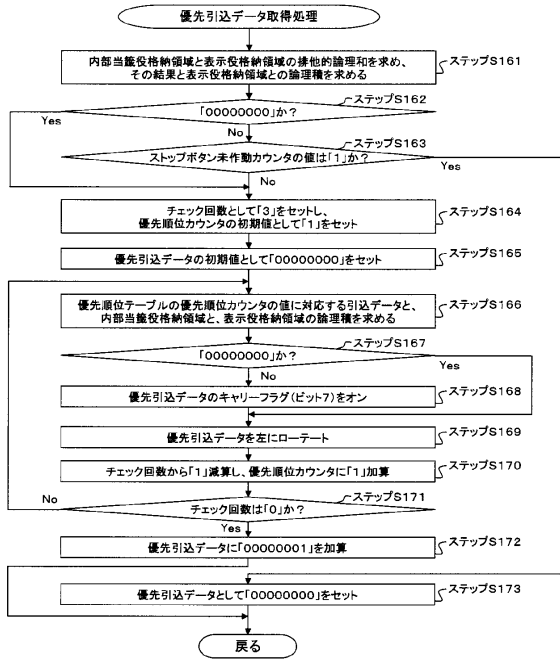 優先引込データ取得処理
内部当籤役格納領域と表示役格納領域の排他的論理和を求め、
その結果と表示役格納領域との論理積を求める
ステップS161
ステップS162
「00000000」か？
Yes
No
ステップS163
ストップボタン未作動カウンタの値は「1」か？
Yes
No
チェック回数として「3」をセットし、
優先順位カウンタの初期値として「1」をセット
ステップS164
優先引込データの初期値として「00000000」をセット
ステップS165
優先順位テーブルの優先順位カウンタの値に対応する引込データと、
内部当籤役格納領域と、表示役格納領域の論理積を求める
ステップS166
ステップS167
「00000000」か？
Yes
No
優先引込データのキャリーフラグ(ビット7)をオン
ステップS168
優先引込データを左にローテート
ステップS169
チェック回数から「1」減算し、優先順位カウンタに「1」加算
ステップS170
ステップS171
No
チェック回数は「0」か？
Yes
優先引込データに「00000001」を加算
ステップS172
優先引込データとして「00000000」をセット
ステップS173
戻る